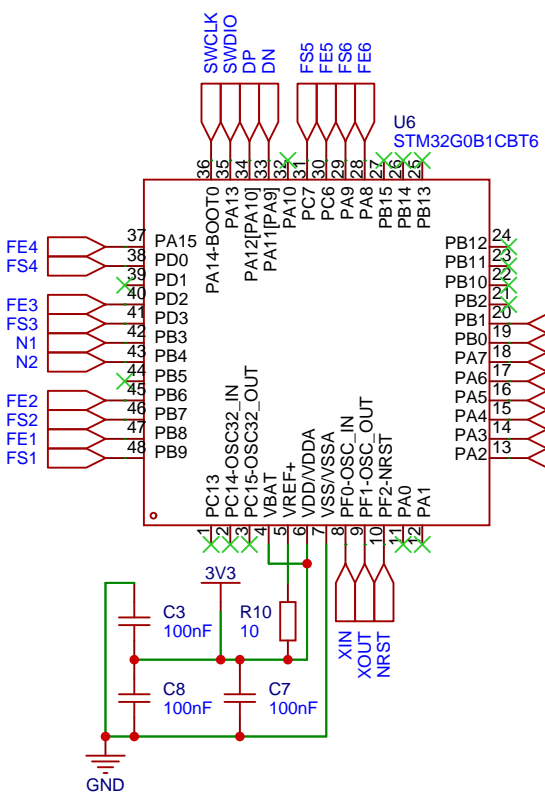 SWCLK
SWDIO
DP
DN
FS5
FE5
FS6
FE6
U6
STM32G0B1CBT6
36
35
34
33
32
31
30
29
28
27
26
25
PA14-BOOT0
PA13
PA12[PA10]
PA11[PA9]
PA10
PC7
PC6
PA9
PA8
PB15
PB14
PB13
FE4 37 PA15
FS4 38 PD0
39 PD1
FE3 40 PD2
FS3 41 PD3
N1 42 PB3
N2 43 PB4
44 PB5
FE2 45 PB6
FS2 46 PB7
FE1 47 PB8
FS1 48 PB9
PB12 24
PB11 23
PB10 22
PB2 21
PB1 20
PB0 19
PA7 18
PA6 17
PA5 16
PA4 15
PA3 14
PA2 13
PC13
PC14-OSC32_IN
PC15-OSC32_OUT
VBAT
VREF+
VDD/VDDA
VSS/VSSA
PF0-OSC_IN
PF1-OSC_OUT
PF2-NRST
PA0
PA1
1
2
3
4
5
6
7
8
9
10
11
12
3V3
C3
100nF
R10
10
XIN
XOUT
NRST
C8
100nF
C7
100nF
GND